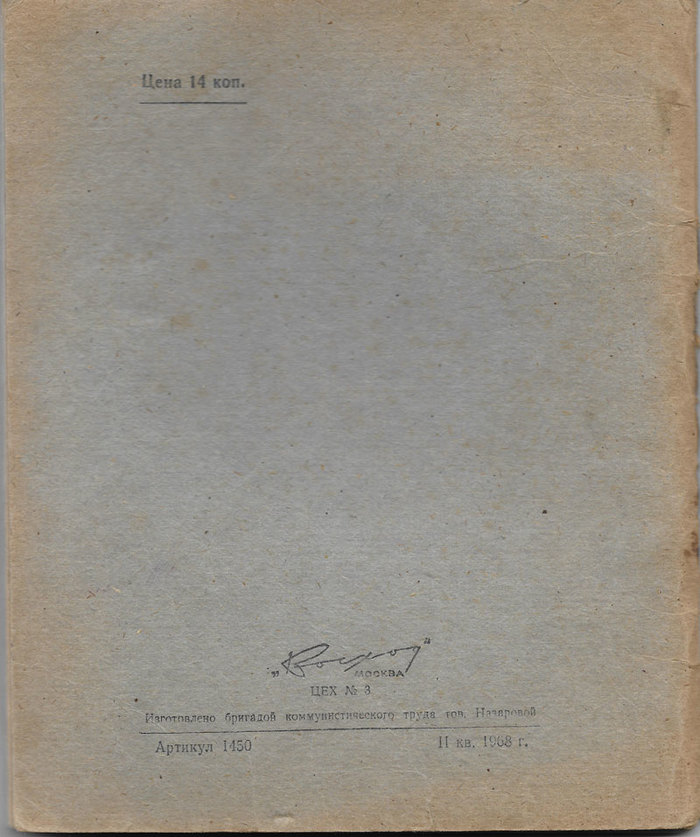 Цена 14 коп.
„Восход"
МОСКВА
ЦЕХ № 3
Изготовлено бригадой коммунистического труда тов. Назаровой
Артикул 1450
II кв. 1968 г.